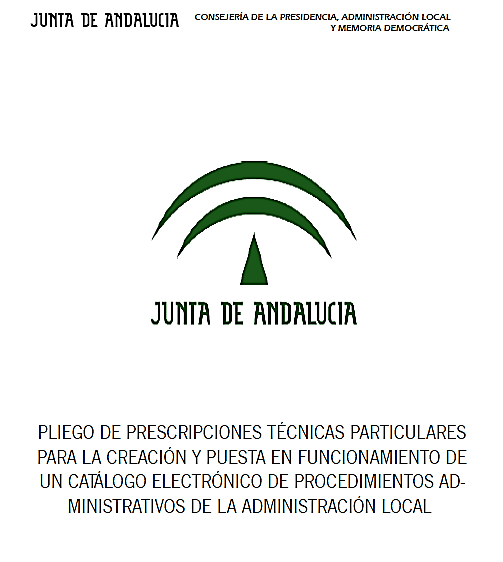 JUNTA DE ANDALUCIA
CONSEJERÍA DE LA PRESIDENCIA, ADMINISTRACIÓN LOCAL
Y MEMORIA DEMOCRÁTICA
JUNTA DE ANDALUCIA
PLIEGO DE PRESCRIPCIONES TÉCNICAS PARTICULARES
PARA LA CREACIÓN Y PUESTA EN FUNCIONAMIENTO DE
UN CATÁLOGO ELECTRÓNICO DE PROCEDIMIENTOS AD-
MINISTRATIVOS DE LA ADMINISTRACIÓN LOCAL